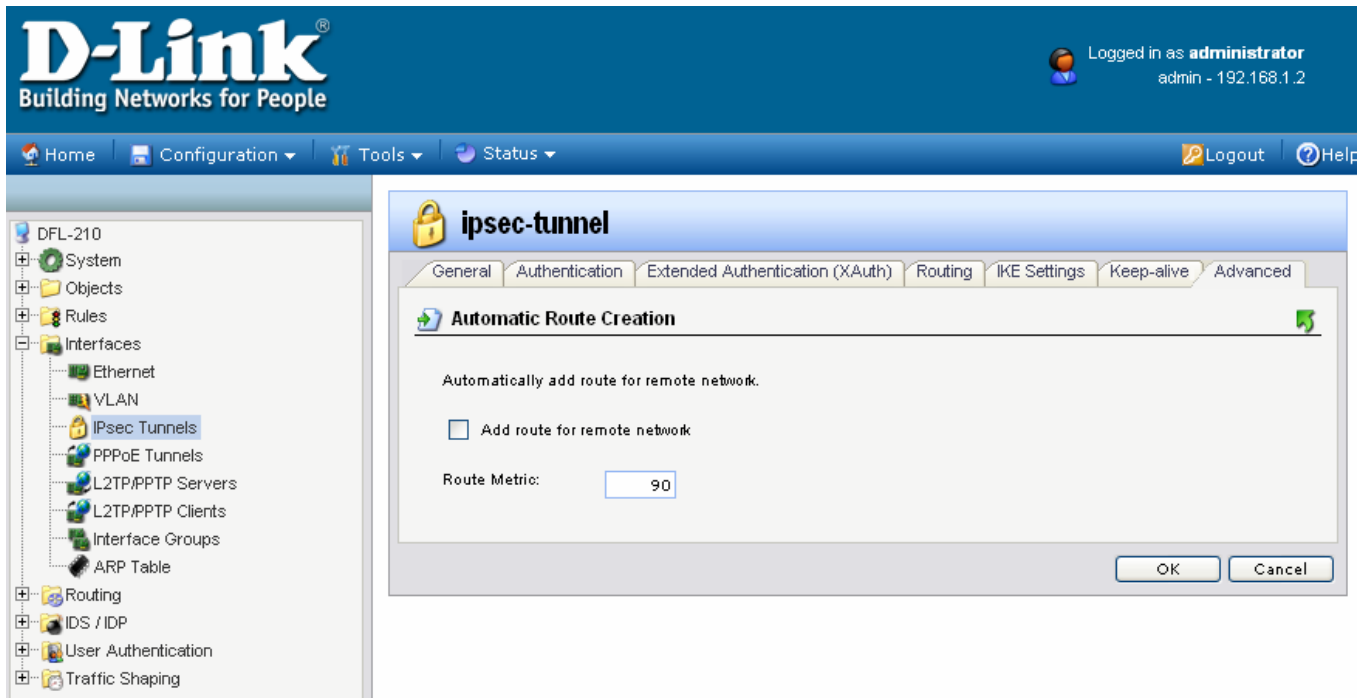 D-Link®
Building Networks for People
Logged in as administrator
admin - 192.168.1.2
Home Configuration Tools Status Logout Help
DFL-210
System
Objects
Rules
Interfaces
Ethernet
VLAN
IPsec Tunnels
PPPoE Tunnels
L2TP/PPTP Servers
L2TP/PPTP Clients
Interface Groups
ARP Table
Routing
IDS / IDP
User Authentication
Traffic Shaping
ipsec-tunnel
General Authentication Extended Authentication (XAuth) Routing IKE Settings Keep-alive Advanced
Automatic Route Creation
Automatically add route for remote network.
Add route for remote network
Route Metric: 90
OK Cancel